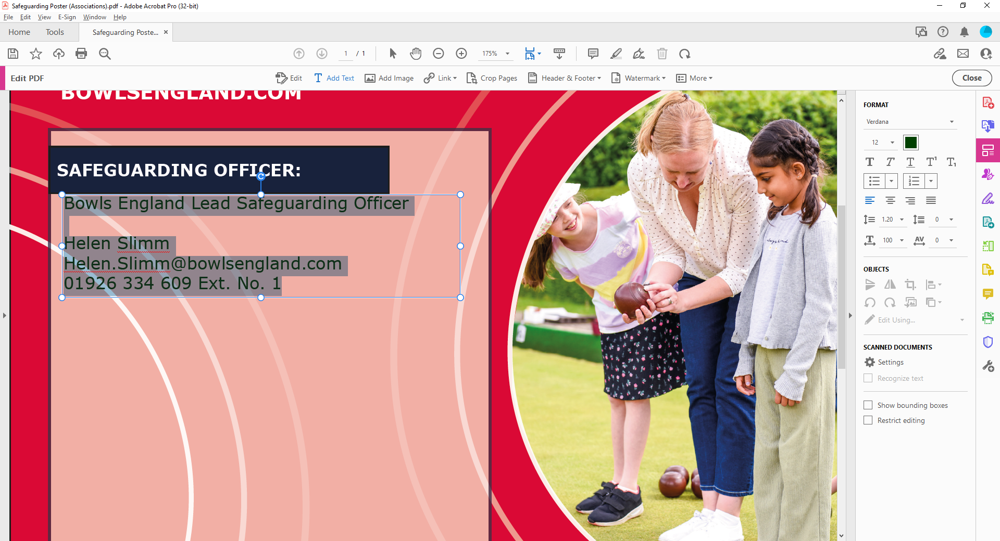 Safeguarding Poster (Associations).pdf - Adobe Acrobat Pro (32-bit)
File Edit View E-Sign Window Help
Home Tools Safeguarding Poste... ×
1 / 1 175%
Edit PDF Edit Add Text Add Image Link Crop Pages Header & Footer Watermark More Close
BOWLSENGLAND.COM
SAFEGUARDING OFFICER:
Bowls England Lead Safeguarding Officer
Helen Slimm
Helen.Slimm@bowlsengland.com
01926 334 609 Ext. No. 1
FORMAT
Verdana
12
1.20 0
100 AV 0
OBJECTS
Edit Using...
SCANNED DOCUMENTS
Settings
Recognize text
Show bounding boxes
Restrict editing